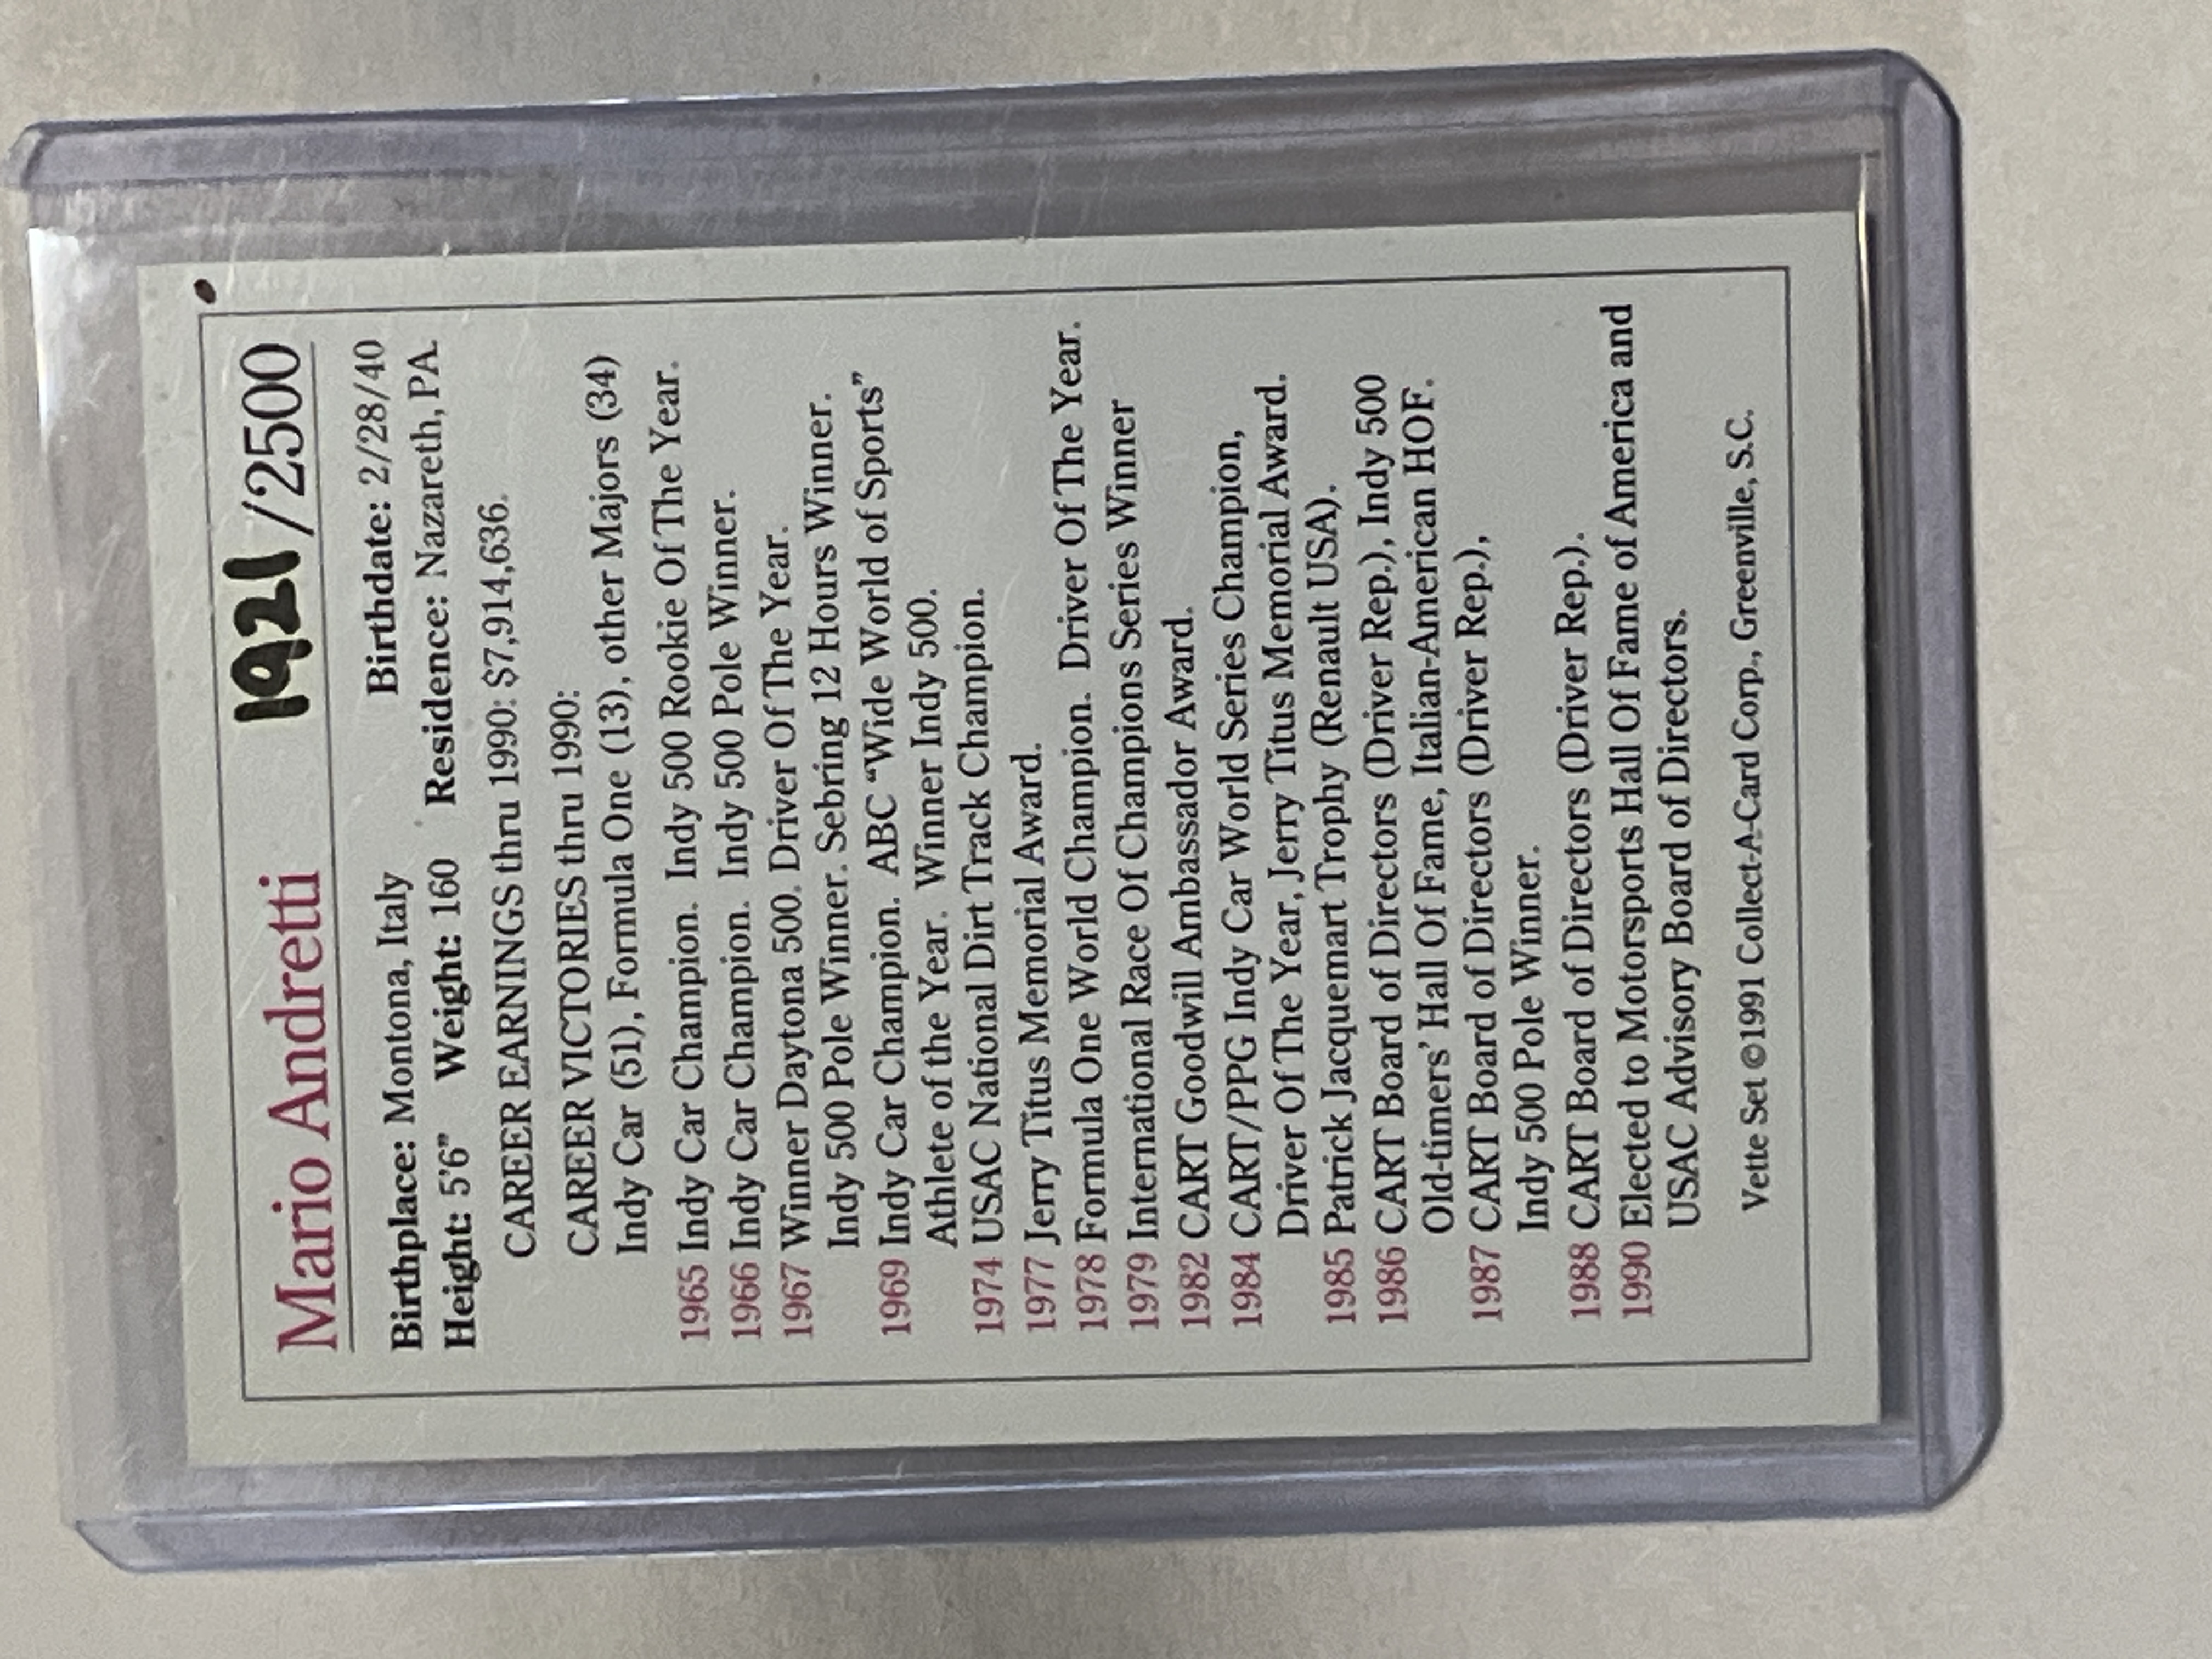 Mario Andretti 1921/2500
Birthplace: Montona, Italy Birthdate: 2/28/40
Height: 5'6" Weight: 160 Residence: Nazareth, PA.
CAREER EARNINGS thru 1990: $7,914,636.
CAREER VICTORIES thru 1990:
Indy Car (51), Formula One (13), other Majors (34)
1965 Indy Car Champion. Indy 500 Rookie Of The Year.
1966 Indy Car Champion. Indy 500 Pole Winner.
1967 Winner Daytona 500. Driver Of The Year.
Indy 500 Pole Winner. Sebring 12 Hours Winner.
1969 Indy Car Champion. ABC “Wide World of Sports”
Athlete of the Year. Winner Indy 500.
1974 USAC National Dirt Track Champion.
1977 Jerry Titus Memorial Award.
1978 Formula One World Champion. Driver Of The Year.
1979 International Race Of Champions Series Winner
1982 CART Goodwill Ambassador Award.
1984 CART/PPG Indy Car World Series Champion,
Driver Of The Year, Jerry Titus Memorial Award.
1985 Patrick Jacquemart Trophy (Renault USA).
1986 CART Board of Directors (Driver Rep.), Indy 500
Old-timers’ Hall Of Fame, Italian-American HOF.
1987 CART Board of Directors (Driver Rep.),
Indy 500 Pole Winner.
1988 CART Board of Directors (Driver Rep.).
1990 Elected to Motorsports Hall Of Fame of America and
USAC Advisory Board of Directors.
Vette Set ©1991 Collect-A-Card Corp., Greenville, S.C.